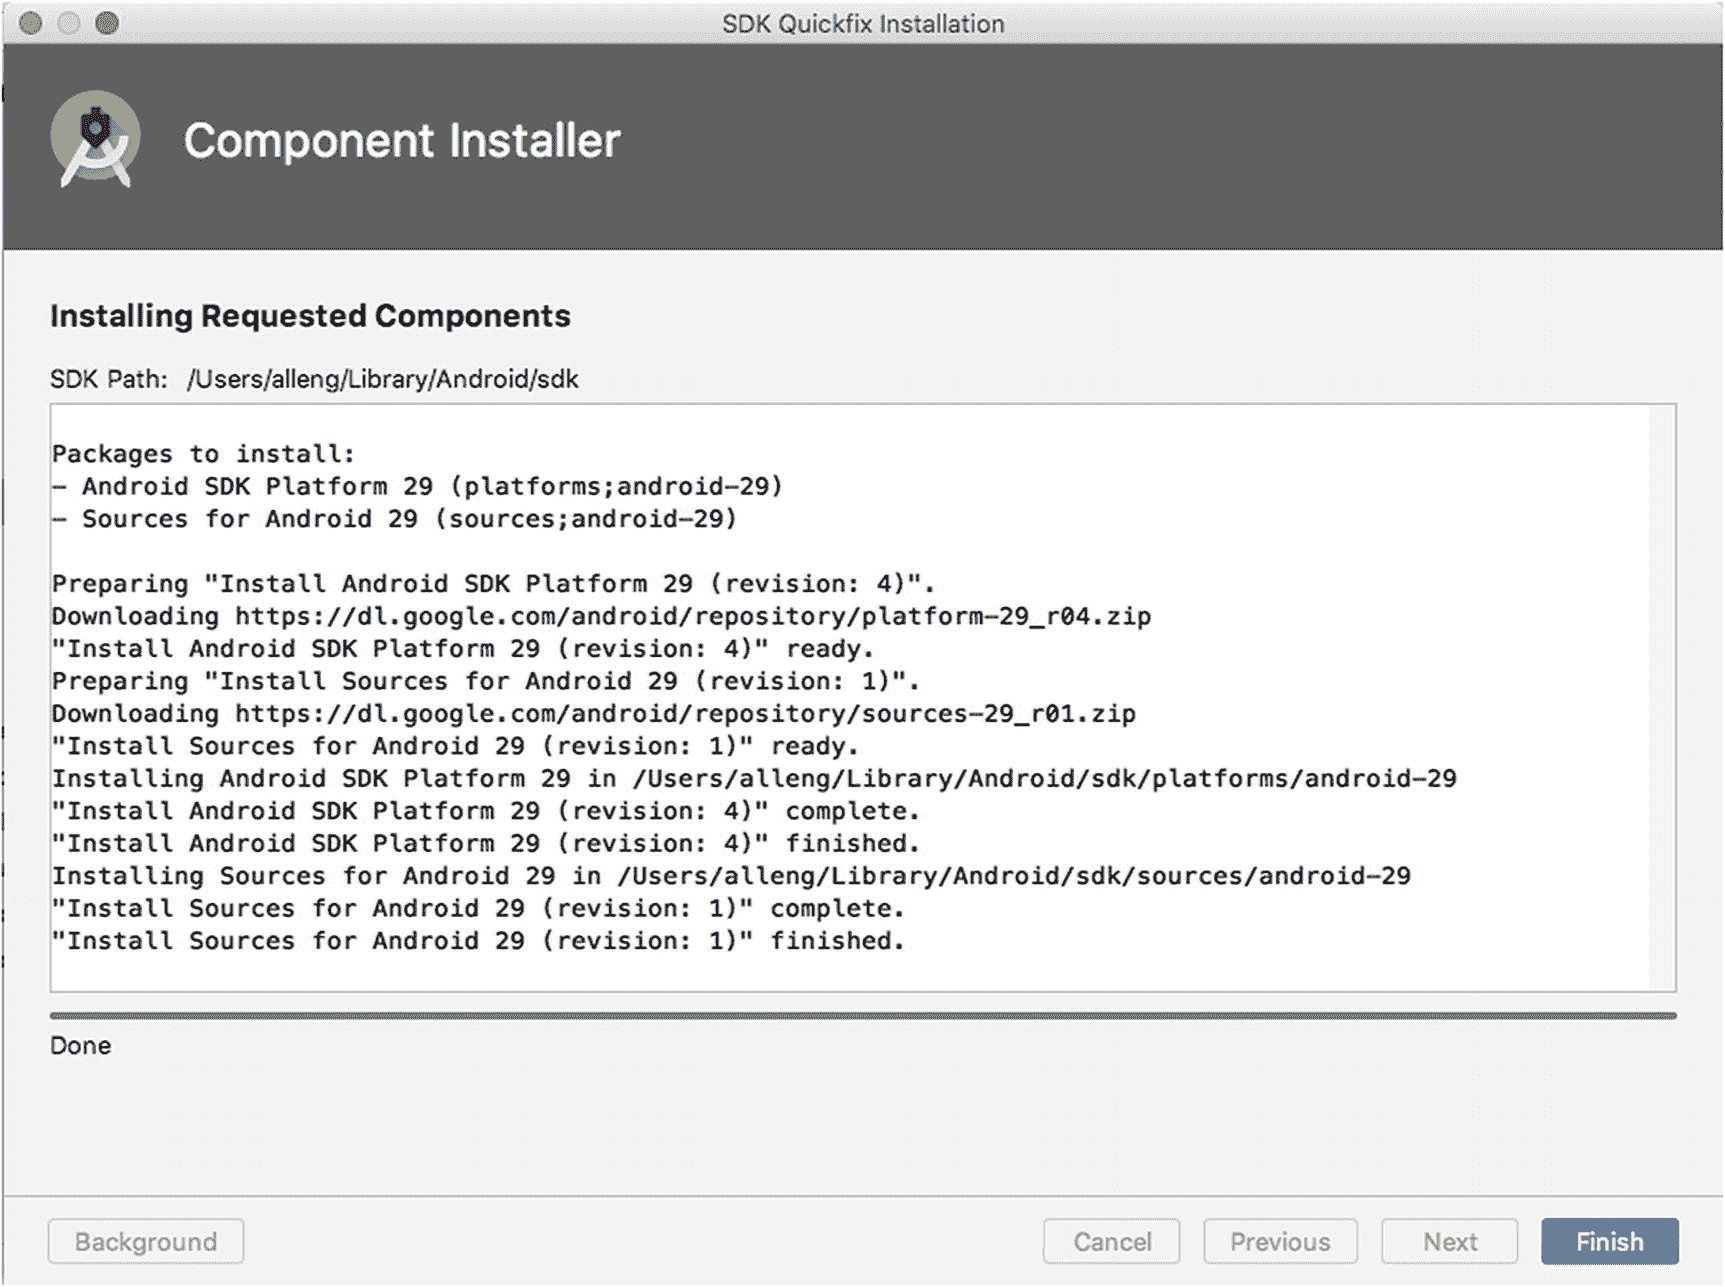 SDK Quickfix Installation
Component Installer
Installing Requested Components
SDK Path: /Users/alleng/Library/Android/sdk
Packages to install:
- Android SDK Platform 29 (platforms;android-29)
- Sources for Android 29 (sources;android-29)
Preparing "Install Android SDK Platform 29 (revision: 4)".
Downloading https://dl.google.com/android/repository/platform-29_r04.zip
"Install Android SDK Platform 29 (revision: 4)" ready.
Preparing "Install Sources for Android 29 (revision: 1)".
Downloading https://dl.google.com/android/repository/sources-29_r01.zip
"Install Sources for Android 29 (revision: 1)" ready.
Installing Android SDK Platform 29 in /Users/alleng/Library/Android/sdk/platforms/android-29
"Install Android SDK Platform 29 (revision: 4)" complete.
"Install Android SDK Platform 29 (revision: 4)" finished.
Installing Sources for Android 29 in /Users/alleng/Library/Android/sdk/sources/android-29
"Install Sources for Android 29 (revision: 1)" complete.
"Install Sources for Android 29 (revision: 1)" finished.
Done
Background Cancel Previous Next Finish